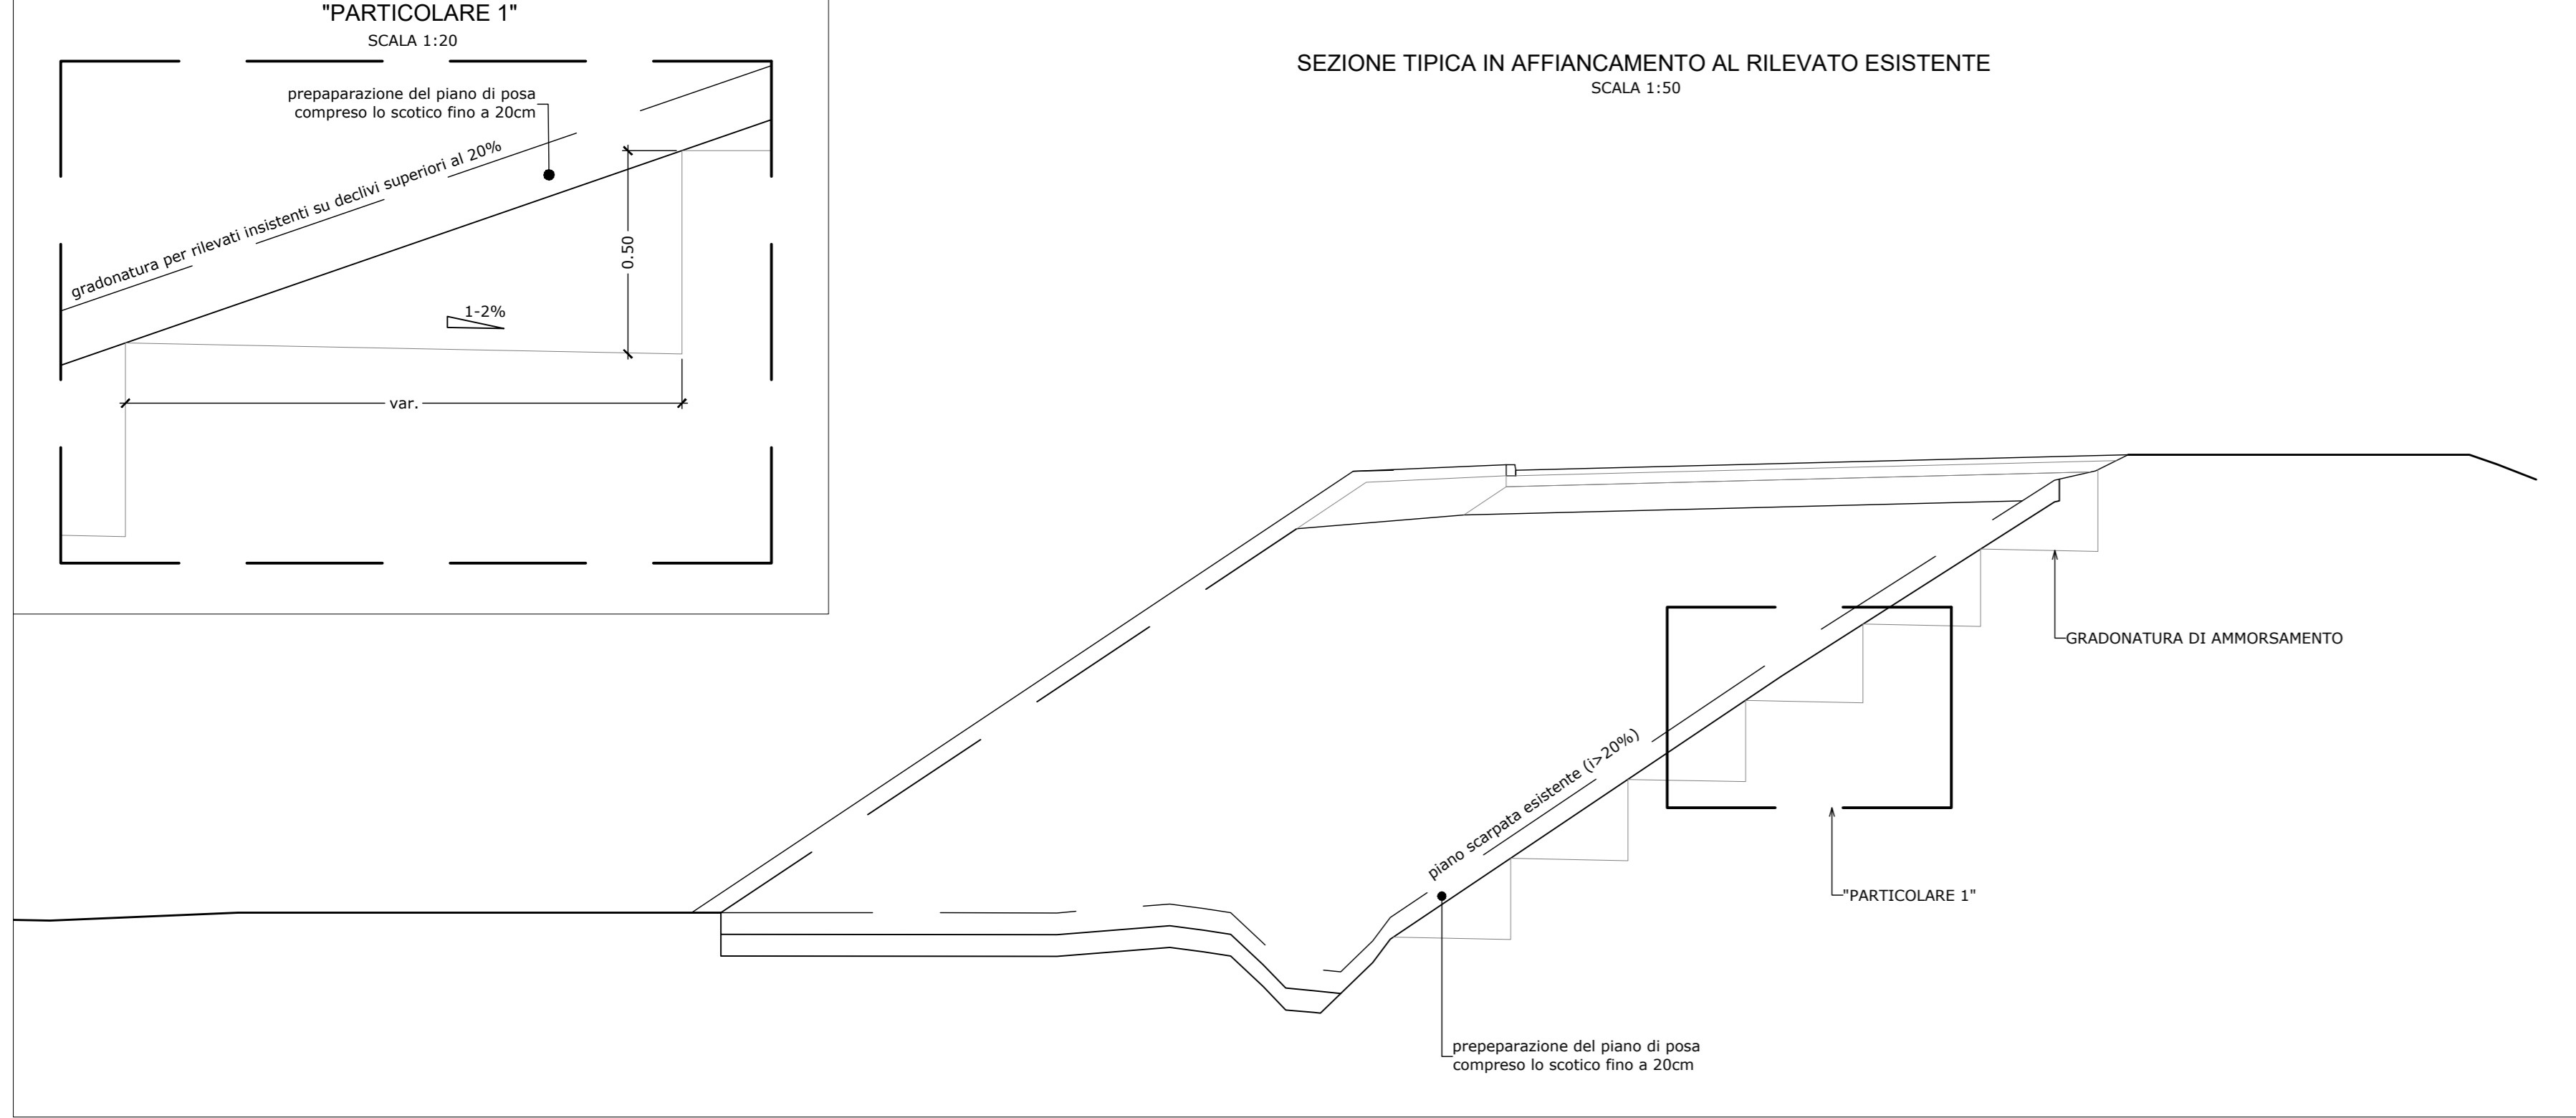 "PARTICOLARE 1"
SCALA 1:20
prepaparazione del piano di posa
compreso lo scotico fino a 20cm
gradonatura per rilevati insistenti su declivi superiori al 20%
0.50
1-2%
var.
SEZIONE TIPICA IN AFFIANCAMENTO AL RILEVATO ESISTENTE
SCALA 1:50
GRADONATURA DI AMMORSAMENTO
piano scarpata esistente (i>20%)
"PARTICOLARE 1"
prepeparazione del piano di posa
compreso lo scotico fino a 20cm